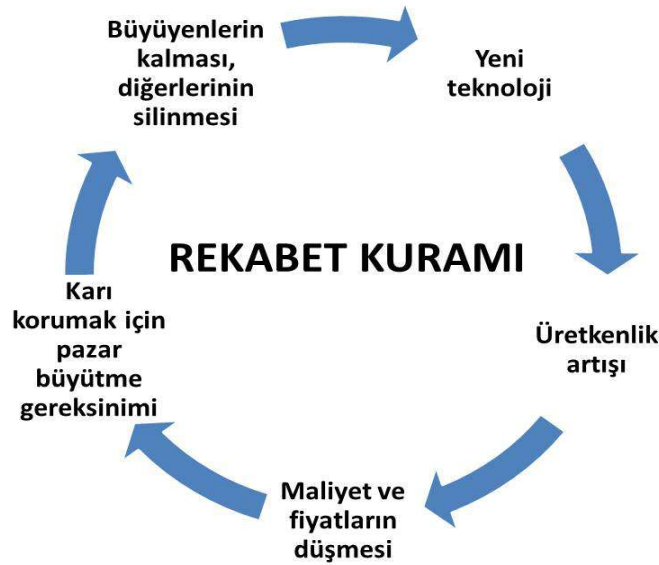 Büyüyenlerin
kalması,
diğerlerinin
silinmesi
Yeni
teknoloji
REKABET KURAMI
Karı
korumak için
pazar
büyütme
gereksinimi
Üretkenlik
artışı
Maliyet ve
fiyatların
düşmesi